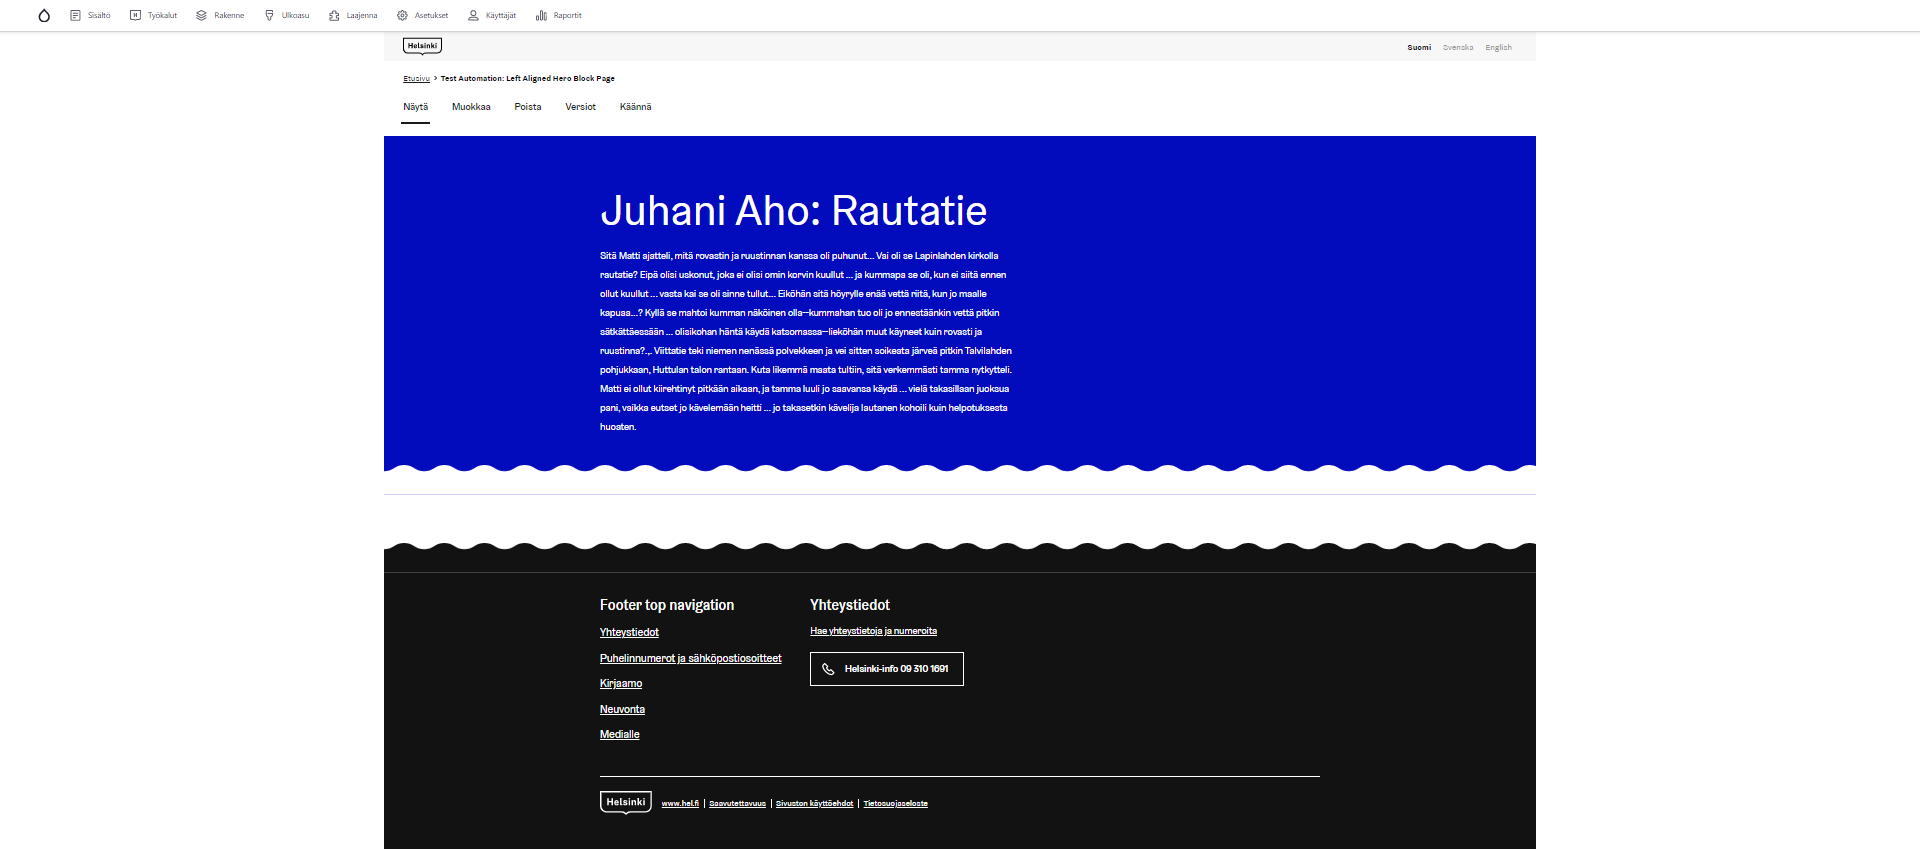 Sisältö Työkalut Rakenne Ulkoasu Laajenna Asetukset Käyttäjät Raportit
Helsinki
Suomi Svenska English
Etusivu > Test Automation: Left Aligned Hero Block Page
Näytä Muokkaa Poista Versiot Käännä
Juhani Aho: Rautatie
Sitä Matti ajatteli, mitä rovastin ja ruustinnan kanssa oli puhunut... Vai oli se Lapinlahden kirkolla
rautatie? Eipä olisi uskonut, joka ei olisi omin korvin kuullut ... ja kummapa se oli, kun ei siitä ennen
ollut kuullut ... vasta kai se oli sinne tullut... Eiköhän sitä höyrylle enää vettä riitä, kun jo maalle
kapuaa...? Kyllä se mahtoi kumman näköinen olla—kummahan tuo oli jo ennestäänkin vettä pitkin
sätkättäessään ... olisikohan häntä käydä katsomassa—lieköhän muut käyneet kuin rovasti ja
ruustinna?.,. Viittatie teki niemen nenässä polvekkeen ja vei sitten soikeata järveä pitkin Talvilahden
pohjukkaan, Huttulan talon rantaan. Kuta likemmä maata tultiin, sitä verkemmästi tamma nytkytteli.
Matti ei ollut kiirehtinyt pitkään aikaan, ja tamma luuli jo saavansa käydä ... vielä takasillaan juoksua
pani, vaikka eutset jo kävelemään heitti ... jo takasetkin kävelijä lautanen kohoili kuin helpotuksesta
huoaten.
Footer top navigation
Yhteystiedot
Puhelinnumerot ja sähköpostiosoitteet
Kirjaamo
Neuvonta
Medialle
Yhteystiedot
Hae yhteystietoja ja numeroita
Helsinki-info 09 310 1691
Helsinki www.hel.fi | Saavutettavuus | Sivuston käyttöehdot | Tietosuojaseloste